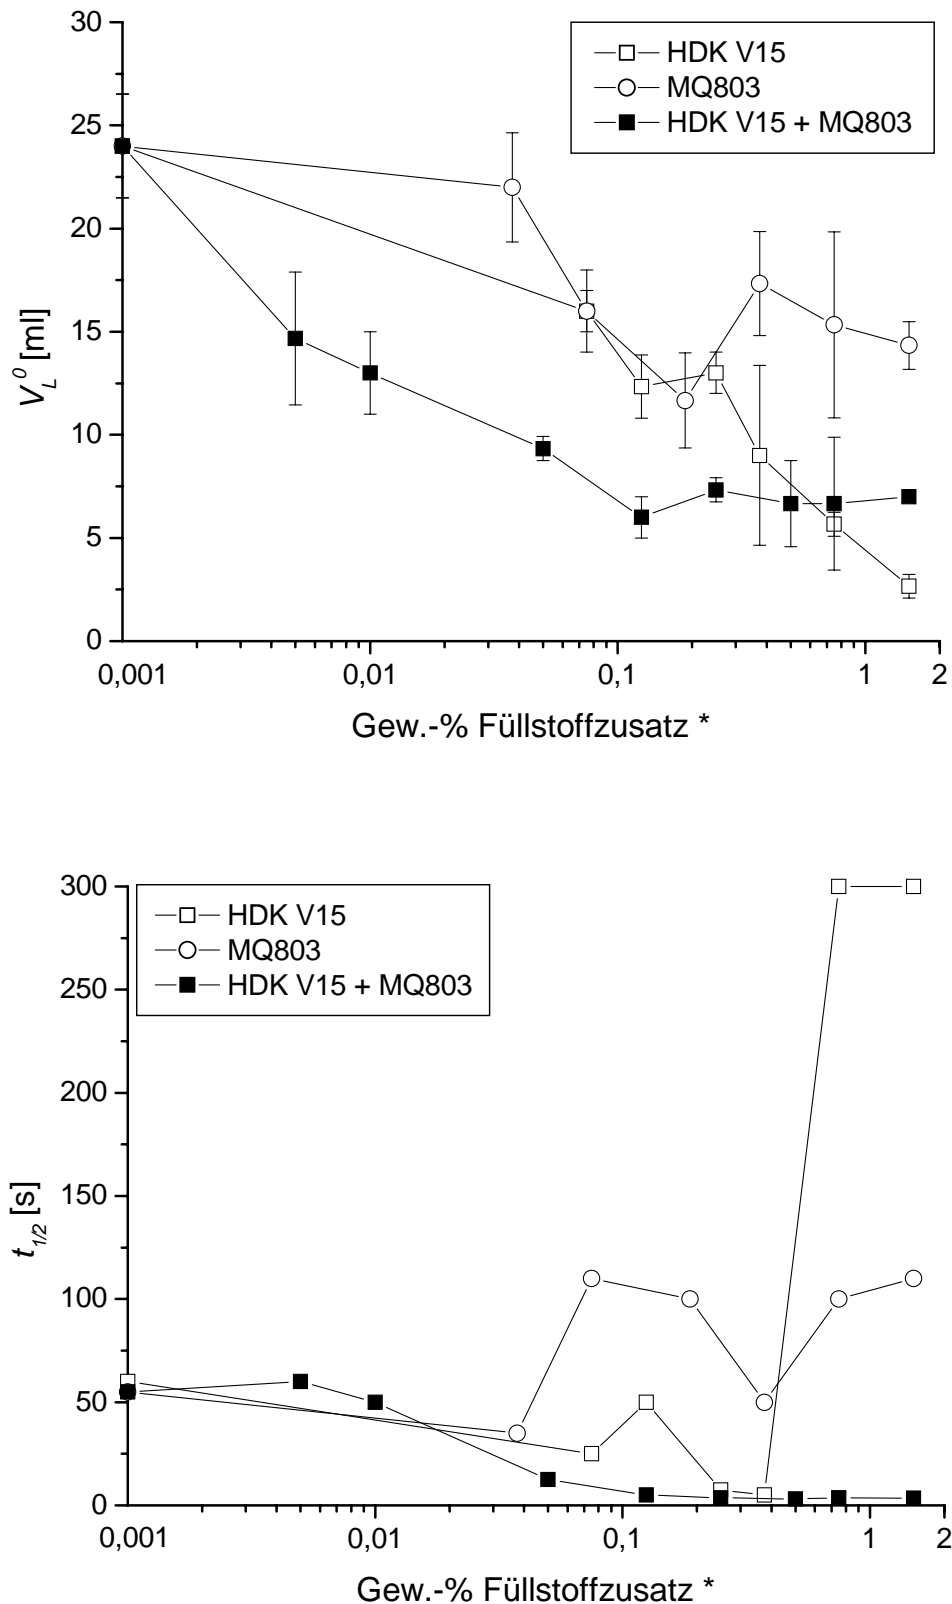 30
HDK V15
MQ803
25
HDK V15 + MQ803
20
15
V_L^0 [ml]
10
5
0
0,001 0,01 0,1 1 2
Gew.-% Füllstoffzusatz *
300
HDK V15
MQ803
HDK V15 + MQ803
250
200
150
t_{1/2} [s]
100
50
0
0,001 0,01 0,1 1 2
Gew.-% Füllstoffzusatz *